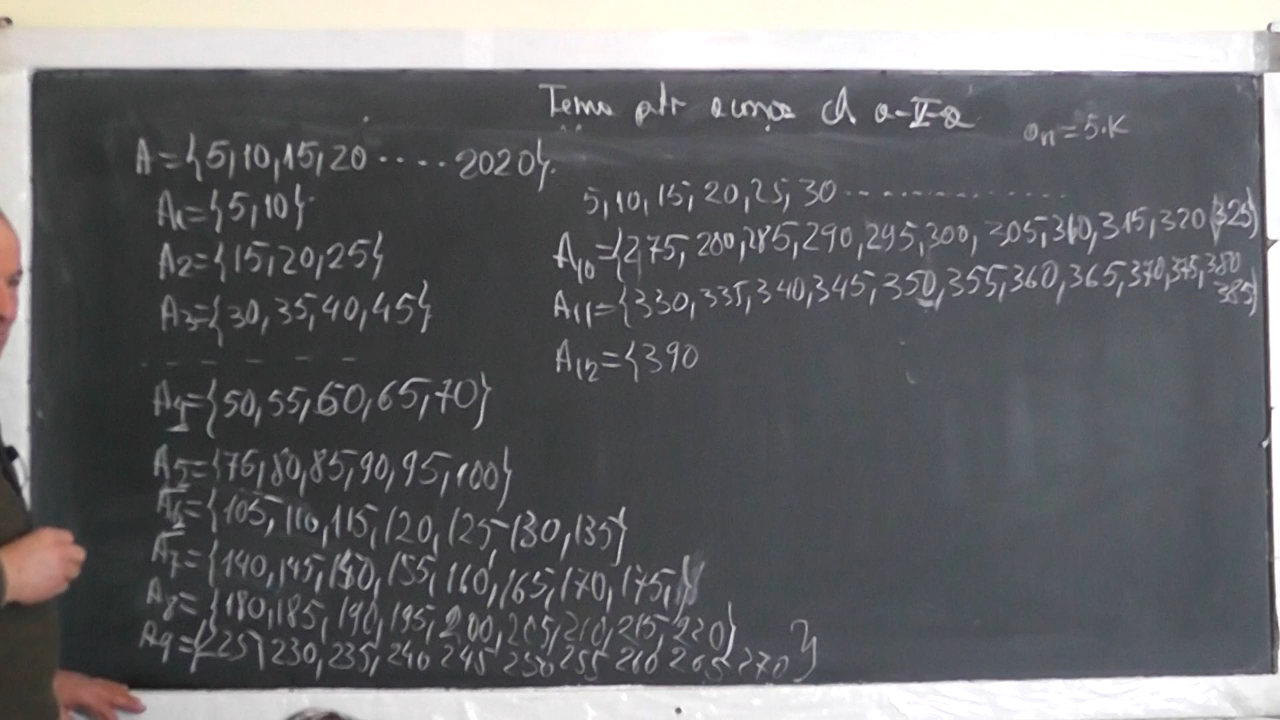 Tema ptr acasa cl a-V-a
an=5.K
A={5,10,15,20.....2020}.
A1={5,10}
A2={15,20,25}
A3={30,35,40,45}
- - - - -
A4={50,55,60,65,70}
A5={76,80,85,90,95,100}
A6={105,110,115,120,125,130,135}
A7={140,145,150,155,160,165,170,175,}
A8={180,185,190,195,200,205,210,215,220}
A9={225,230,235,240 245 250 255 260 265 270}
5,10,15,20,25,30..............
A10={275,280,285,290,295,300,305,310,315,320,325}
A11={330,335,340,345,350,355,360,365,370,375,380
385}
A12={390